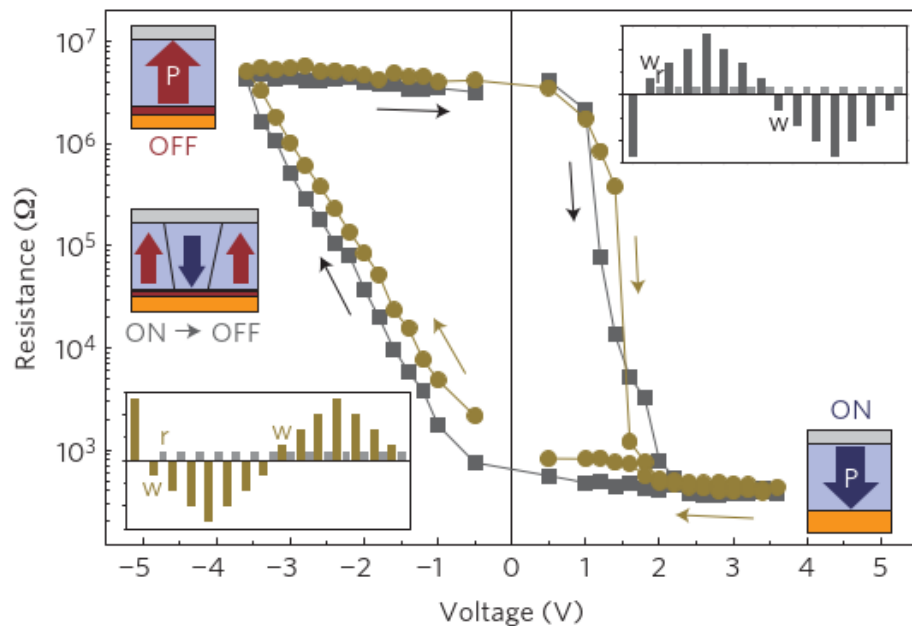 Resistance (Ω)
10⁷
10⁶
10⁵
10⁴
10³
P
OFF
ON → OFF
r
w
w
w
r
w
ON
P
−5 −4 −3 −2 −1 0 1 2 3 4 5
Voltage (V)